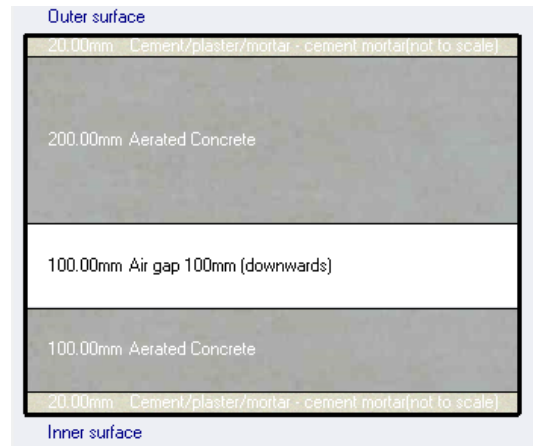 Outer surface
20.00mm Cement/plaster/mortar - cement mortar(not to scale)
200.00mm Aerated Concrete
100.00mm Air gap 100mm (downwards)
100.00mm Aerated Concrete
20.00mm Cement/plaster/mortar - cement mortar(not to scale)
Inner surface